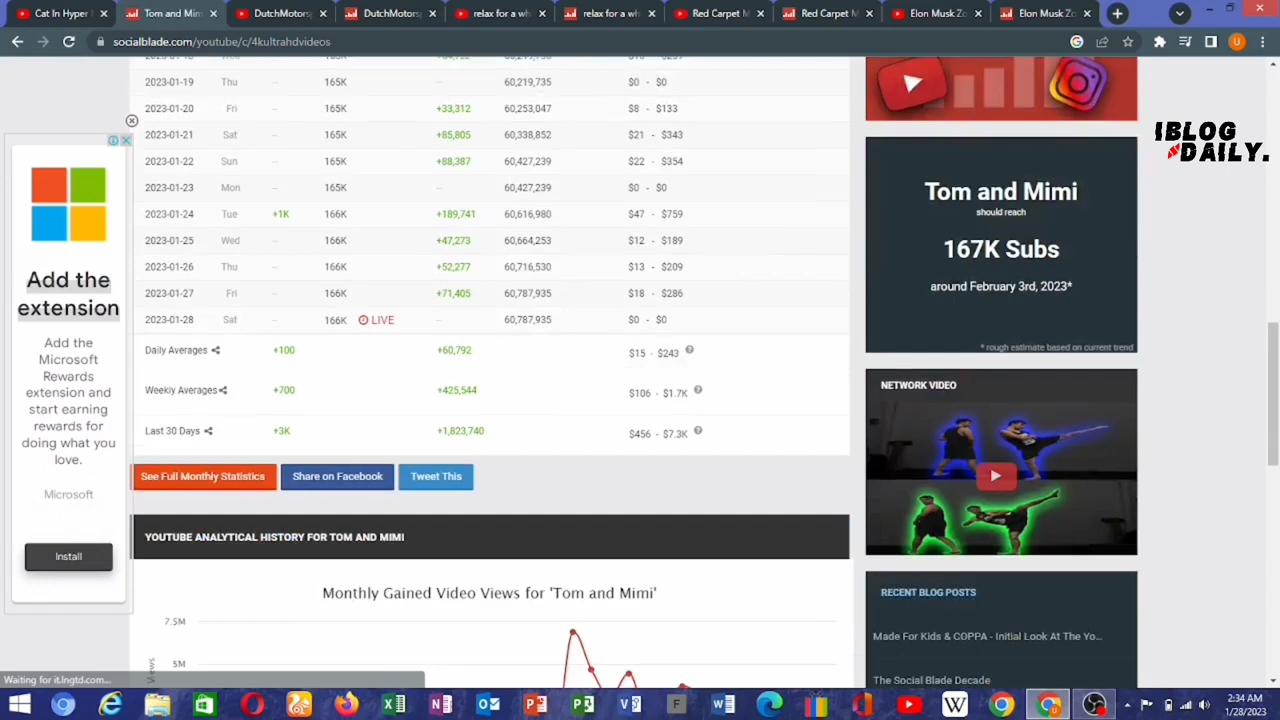 Cat In Hyper
Tom and Mimi
DutchMotors
DutchMotorsp
relax for a wh
relax for a wh
Red Carpet M
Red Carpet M
Elon Musk Zo
Elon Musk Zo
socialblade.com/youtube/c/4kultrahdvideos
U
2023-01-19 Thu -- 165K -- 60,219,735 $0 - $0
2023-01-20 Fri -- 165K +33,312 60,253,047 $8 - $133
2023-01-21 Sat -- 165K +85,805 60,338,852 $21 - $343
2023-01-22 Sun -- 165K +88,387 60,427,239 $22 - $354
2023-01-23 Mon -- 165K -- 60,427,239 $0 - $0
2023-01-24 Tue +1K 166K +189,741 60,616,980 $47 - $759
2023-01-25 Wed -- 166K +47,273 60,664,253 $12 - $189
2023-01-26 Thu -- 166K +52,277 60,716,530 $13 - $209
2023-01-27 Fri -- 166K +71,405 60,787,935 $18 - $286
2023-01-28 Sat -- 166K LIVE -- 60,787,935 $0 - $0
Daily Averages +100 +60,792 $15 - $243
Weekly Averages +700 +425,544 $106 - $1.7K
Last 30 Days +3K +1,823,740 $456 - $7.3K
See Full Monthly Statistics
Share on Facebook
Tweet This
YOUTUBE ANALYTICAL HISTORY FOR TOM AND MIMI
Monthly Gained Video Views for 'Tom and Mimi'
7.5M
5M
Views
Add the
extension
Add the
Microsoft
Rewards
extension and
start earning
rewards for
doing what you
love.
Microsoft
Install
IBLOG
DAILY.
Tom and Mimi
should reach
167K Subs
around February 3rd, 2023*
* rough estimate based on current trend
NETWORK VIDEO
RECENT BLOG POSTS
Made For Kids & COPPA - Initial Look At The Yo...
The Social Blade Decade
Waiting for it.lngtd.com...
2:34 AM
1/28/2023